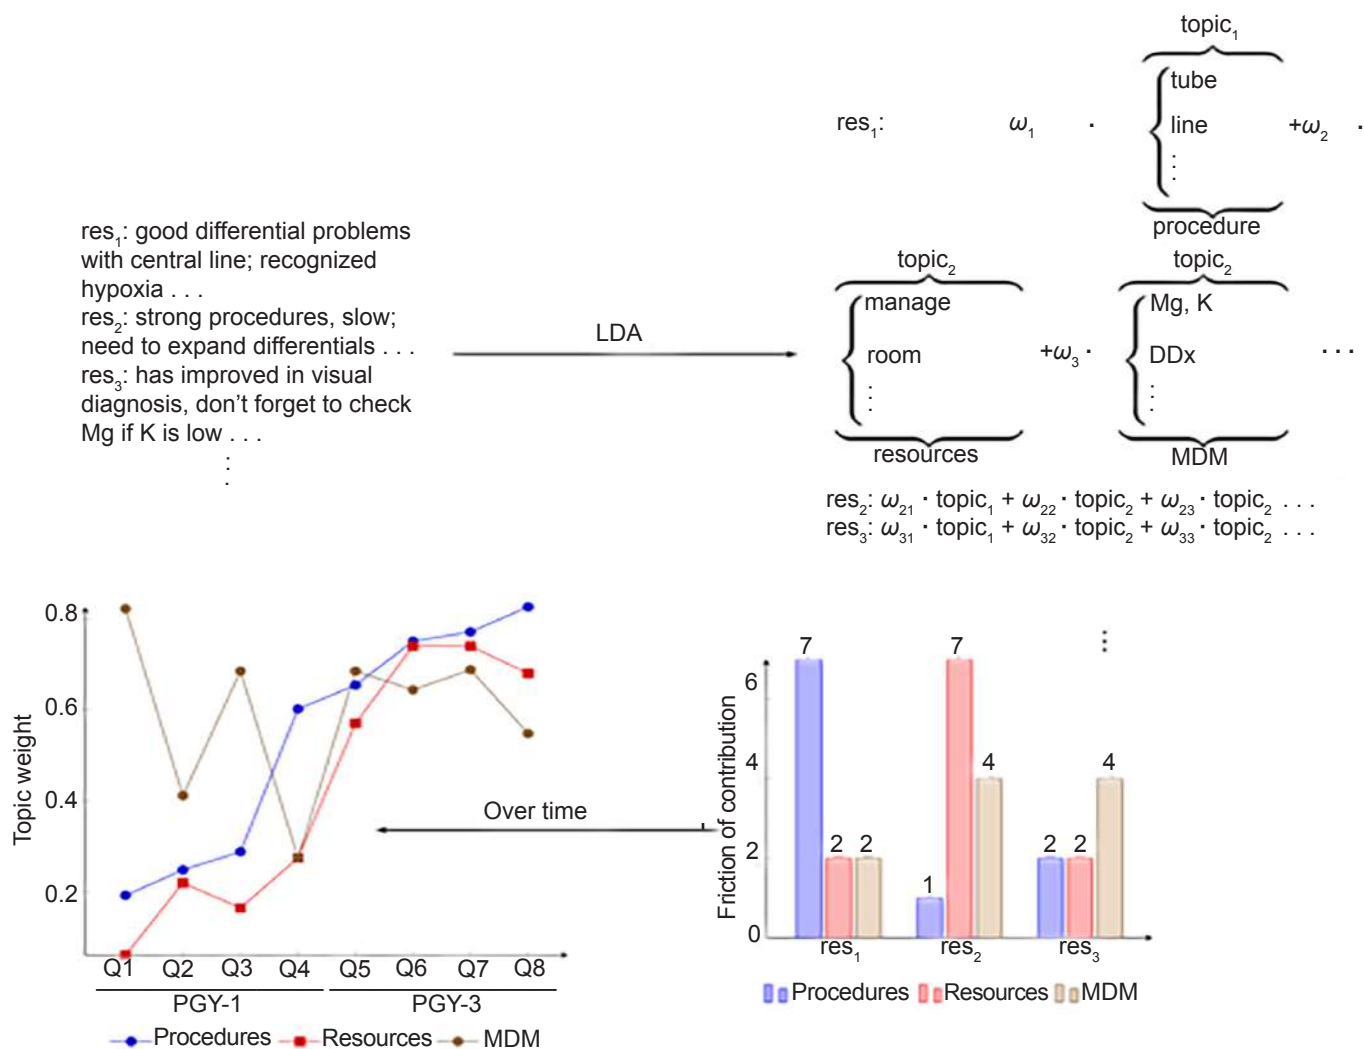 topic₁
tube
res₁: ω₁ · line +ω₂ ·
⋮
procedure
res₁: good differential problems
with central line; recognized
hypoxia . . .
res₂: strong procedures, slow;
need to expand differentials . . .
res₃: has improved in visual
diagnosis, don’t forget to check
Mg if K is low . . .
⋮
LDA
topic₂ topic₂
manage Mg, K
room +ω₃ · DDx · · ·
⋮ ⋮
resources MDM
res₂: ω₂₁ · topic₁ + ω₂₂ · topic₂ + ω₂₃ · topic₂ . . .
res₃: ω₃₁ · topic₁ + ω₃₂ · topic₂ + ω₃₃ · topic₂ . . .
⋮
Topic weight
0.8
0.6
0.4
0.2
Q1 Q2 Q3 Q4 Q5 Q6 Q7 Q8
PGY-1 PGY-3
Procedures Resources MDM
Over time
Friction of contribution
6
4
2
0
7 2 2
1 7 4
2 2 4
res₁ res₂ res₃
Procedures Resources MDM